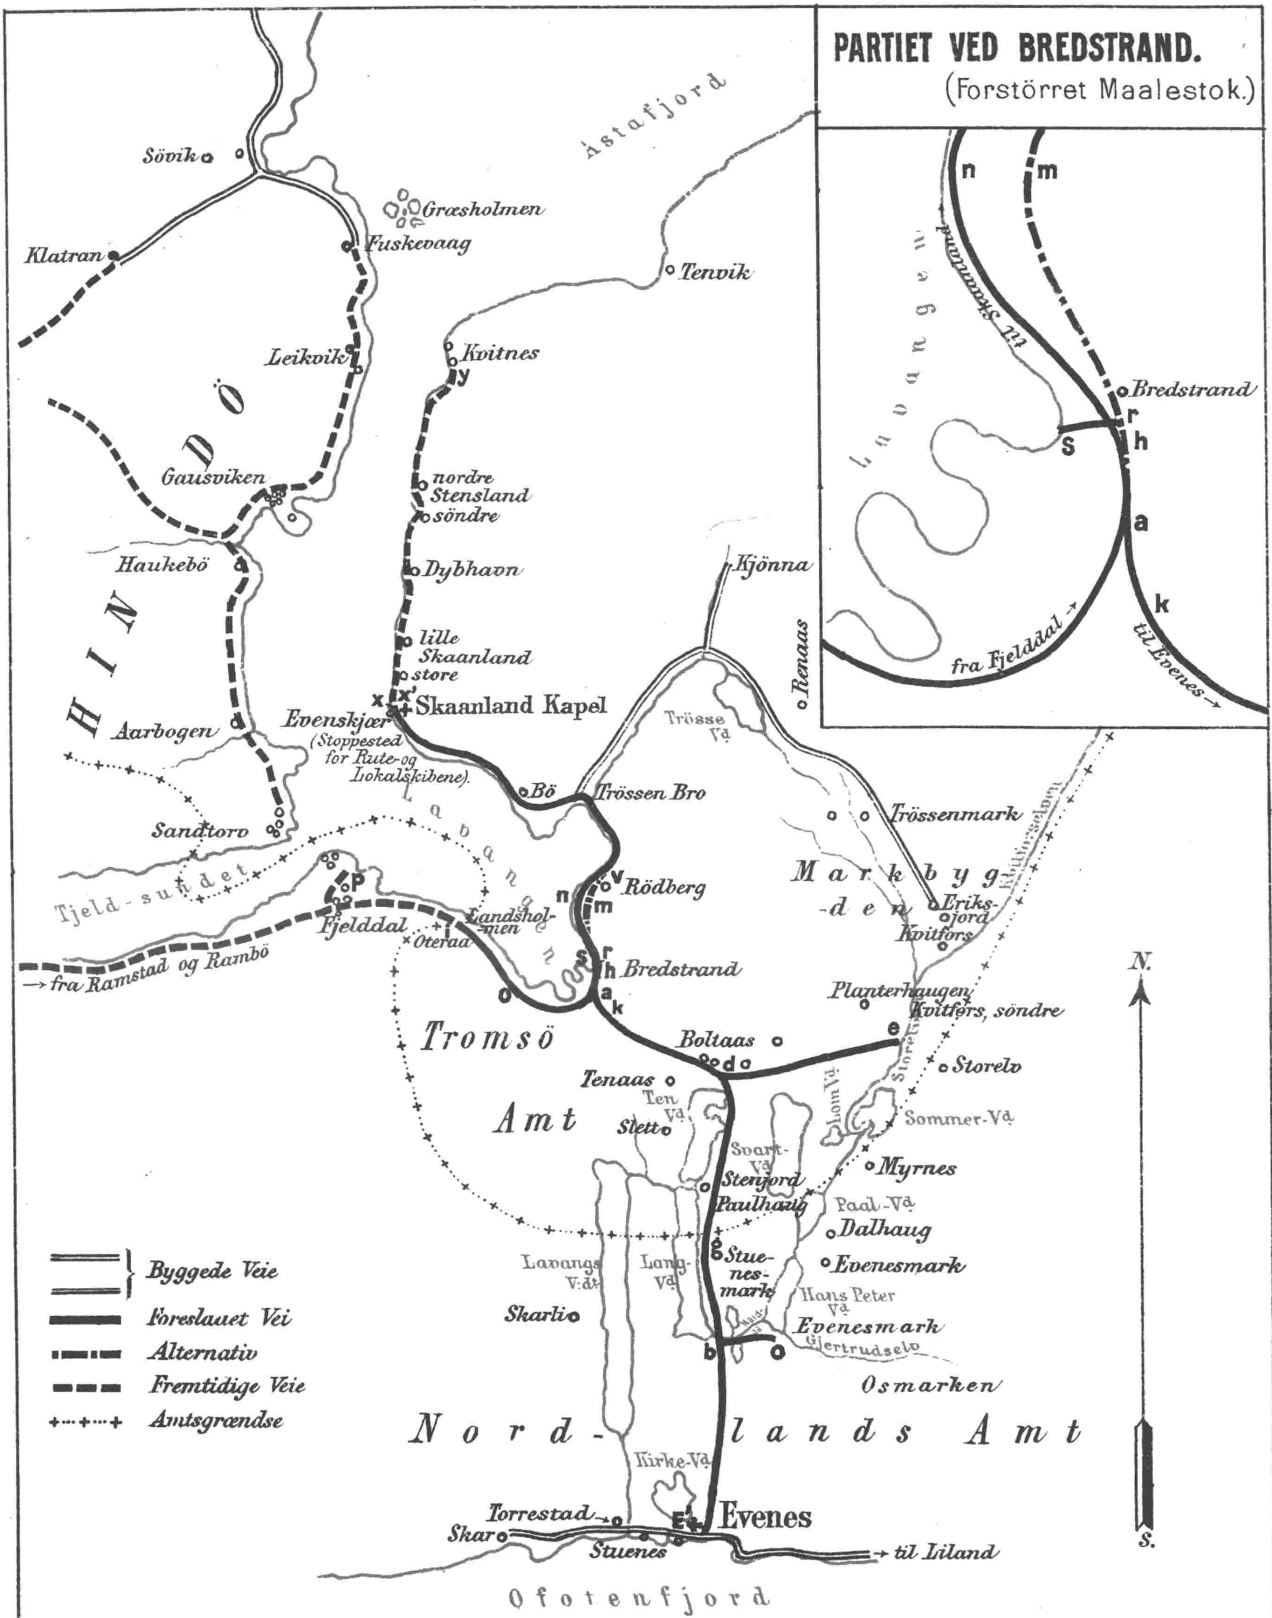 PARTIET VED BREDSTRAND.
(Forstörret Maalestok.)
n
m
til Skaanland
Lavangen
Bredstrand
r
S
h
a
k
fra Fjelddal →
til Evenes →
Astafjord
Sövik
Græsholmen
Klatran
Fuskevaag
Tenvik
Leikvik
Kvitnes
y
HINDÖ
Gausviken
nordre
Stensland
söndre
Haukebö
Dybhavn
Kjönna
lille
Skaanland
store
Renaas
x x'
Skaanland Kapel
Aarbogen
Evenskjær
(Stoppested
for Rute-og
Lokalskibene).
Trösse
Vd
Bö
Trössen Bro
Lavangen
Trössenmark
Sandtorv
Tjeld-sundet
p
v
Rödberg
n
m
Markbyg-
-den
Eriks-
jord
Kvitfors
Kvitforselven
Fjelddal
i
Landshol-
men
Oteraa
→ fra Ramstad og Rambö
s
r
h
Bredstrand
a
k
o
Planterhaugen
Kvitfors, söndre
N.
Tromsö
Boltaas
d
e
Storelv
Tenaas
Ten
Vd
Lom Vd
Sommer-Vd
Amt
Slett
Svart-
Vd
Myrnes
Stenjord
Paulhaug
Paal-Vd
Dalhaug
g
Stue-
nes-
mark
Evenesmark
Lavangs
Vdt
Lang-
Vd
Hans Peter
Vd
Skarli
Evenesmark
b
O
Gjertrudselv
Osmarken
Byggede Veie
Foreslaaet Vei
Alternativ
Fremtidige Veie
Amtsgrændse
Nord-lands Amt
Kirke-Vd
Torrestad
E'
Evenes
Skar
Stuenes
→ til Liland
S.
Ofotenfjord